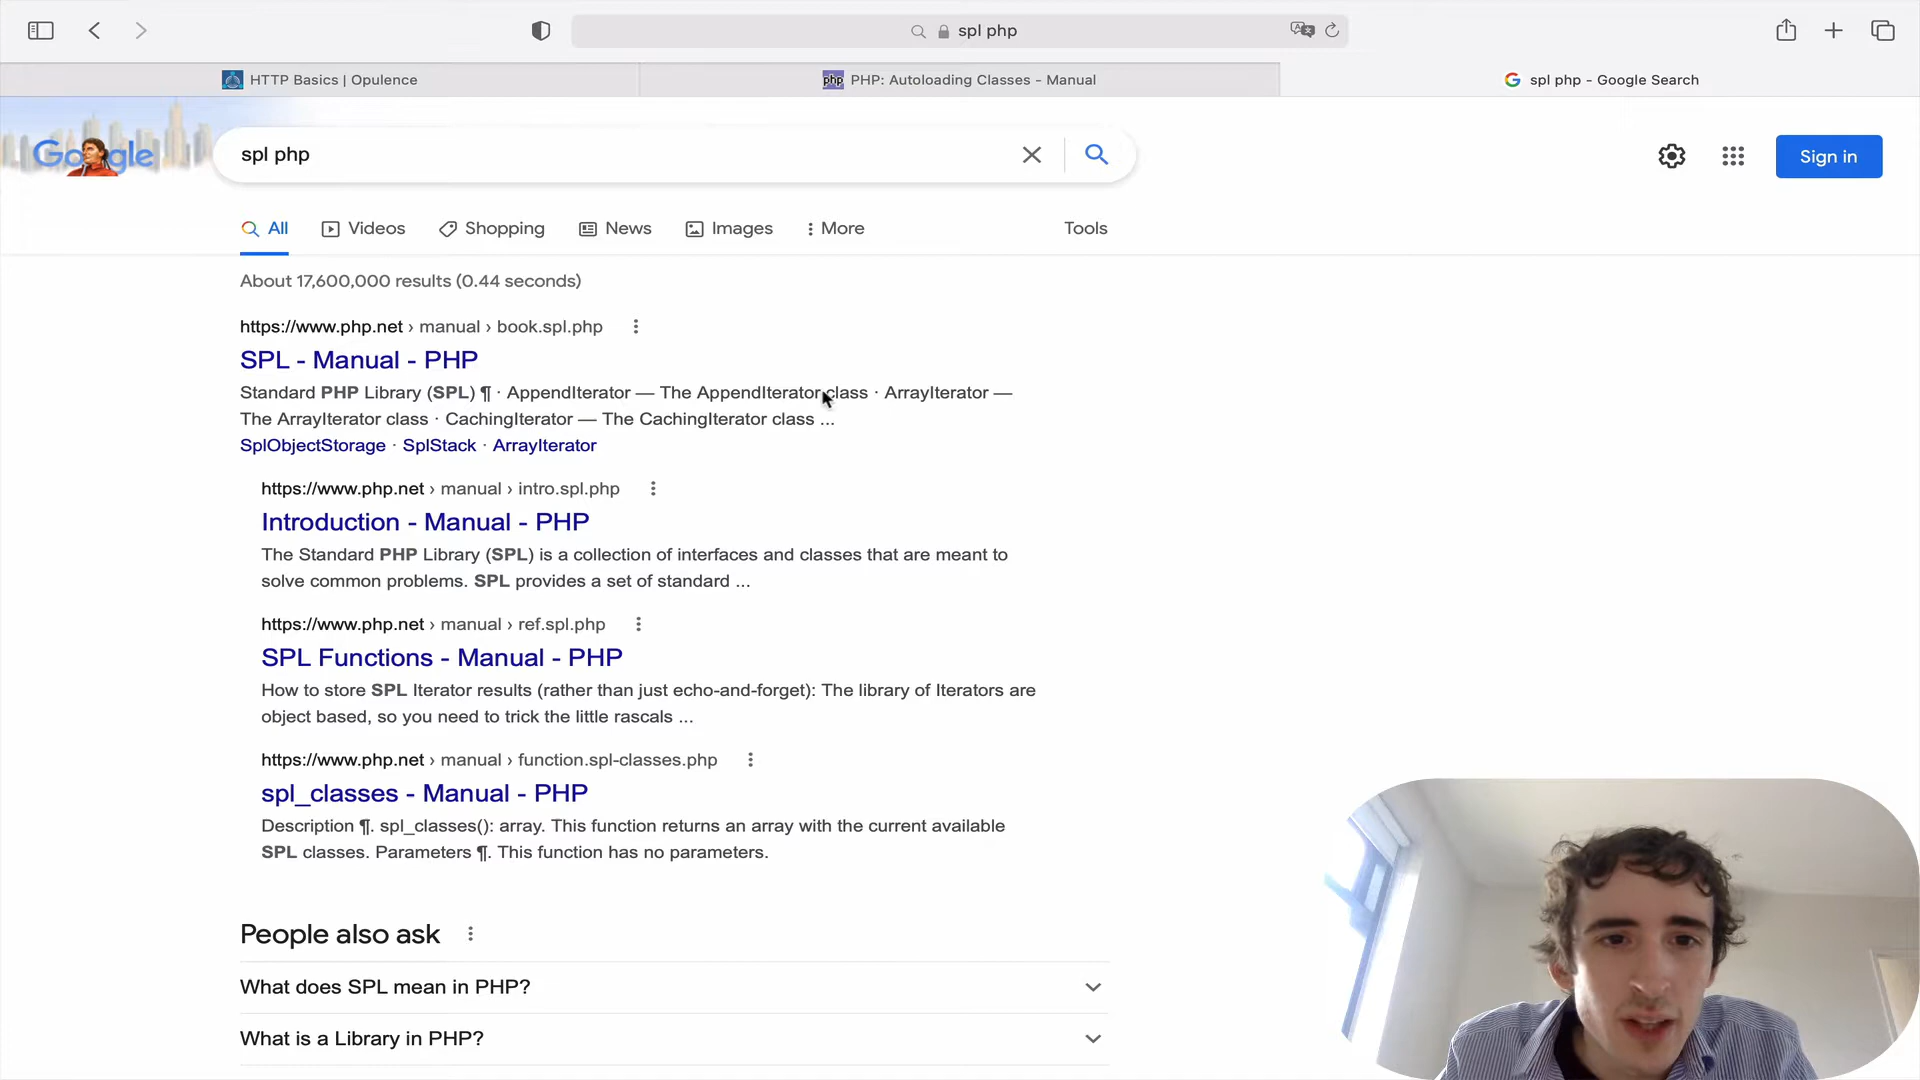 spl php
HTTP Basics | Opulence
php PHP: Autoloading Classes - Manual
spl php - Google Search
Google
spl php
Sign in
All
Videos
Shopping
News
Images
More
Tools
About 17,600,000 results (0.44 seconds)
https://www.php.net › manual › book.spl.php
SPL - Manual - PHP
Standard PHP Library (SPL) ¶ · AppendIterator — The AppendIterator class · ArrayIterator —
The ArrayIterator class · CachingIterator — The CachingIterator class ...
SplObjectStorage · SplStack · ArrayIterator
https://www.php.net › manual › intro.spl.php
Introduction - Manual - PHP
The Standard PHP Library (SPL) is a collection of interfaces and classes that are meant to
solve common problems. SPL provides a set of standard ...
https://www.php.net › manual › ref.spl.php
SPL Functions - Manual - PHP
How to store SPL Iterator results (rather than just echo-and-forget): The library of Iterators are
object based, so you need to trick the little rascals ...
https://www.php.net › manual › function.spl-classes.php
spl_classes - Manual - PHP
Description ¶. spl_classes(): array. This function returns an array with the current available
SPL classes. Parameters ¶. This function has no parameters.
People also ask
What does SPL mean in PHP?
What is a Library in PHP?